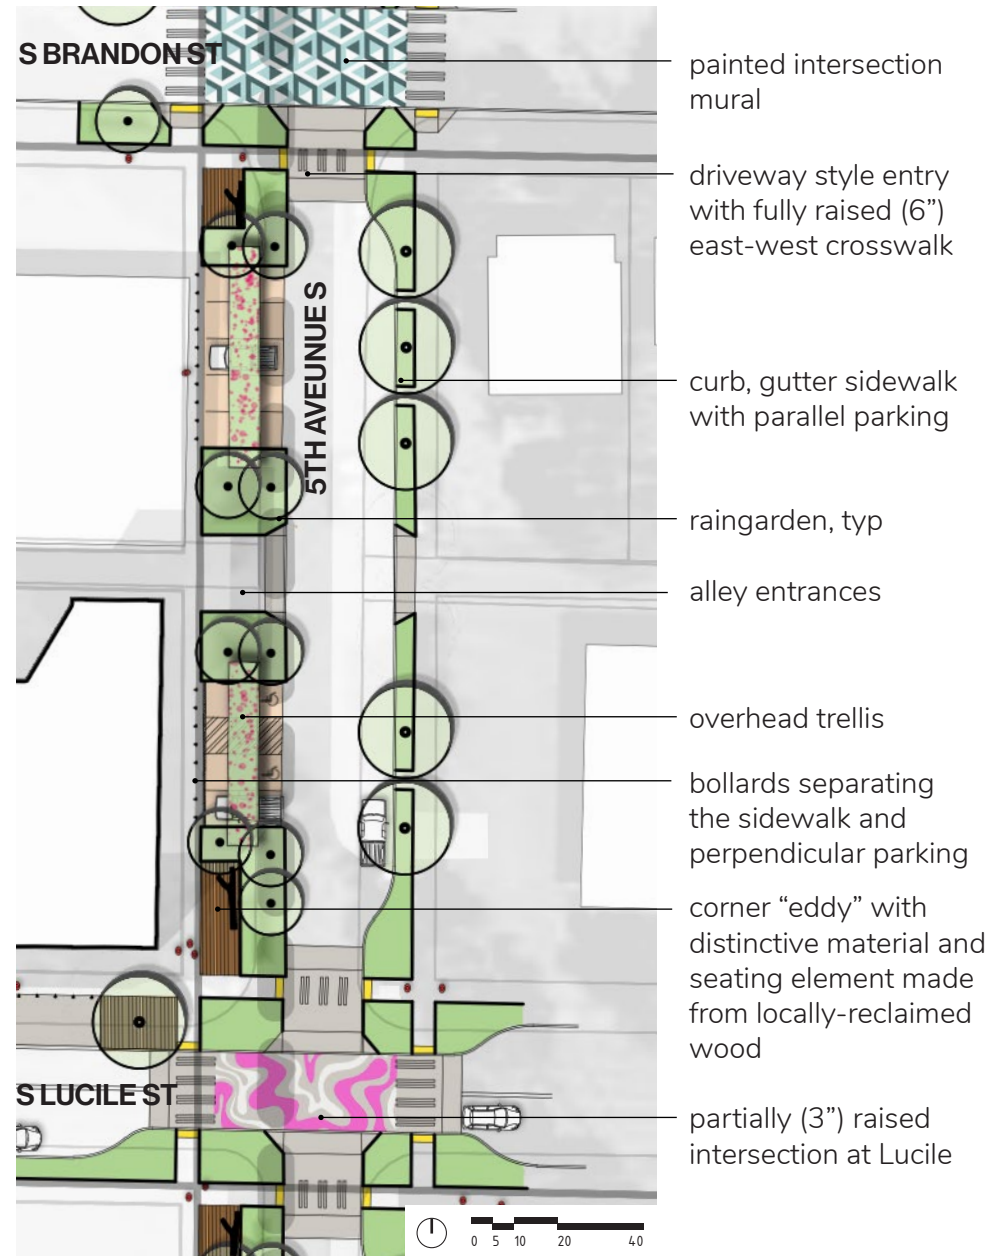 S BRANDON ST
painted intersection
mural
driveway style entry
with fully raised (6”)
east-west crosswalk
5TH AVEUNUE S
curb, gutter sidewalk
with parallel parking
raingarden, typ
alley entrances
overhead trellis
bollards separating
the sidewalk and
perpendicular parking
corner “eddy” with
distinctive material and
seating element made
from locally-reclaimed
wood
S LUCILE ST
partially (3”) raised
intersection at Lucile
0 5 10 20 40